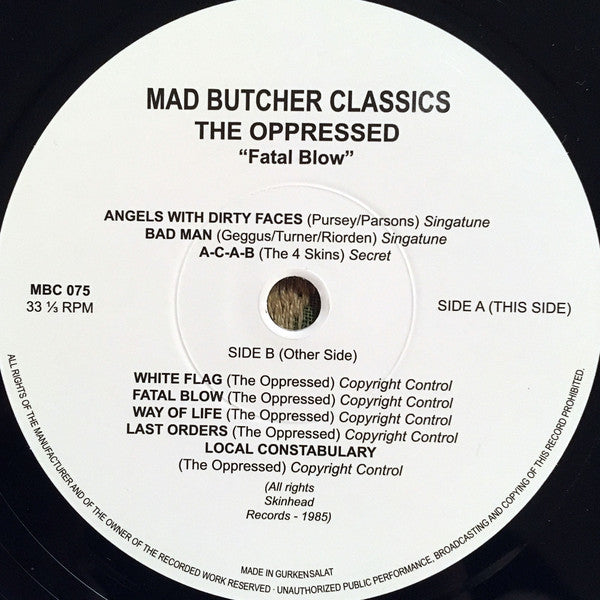 MAD BUTCHER CLASSICS
THE OPPRESSED
“Fatal Blow”
ANGELS WITH DIRTY FACES (Pursey/Parsons) Singatune
BAD MAN (Geggus/Turner/Riorden) Singatune
A-C-A-B (The 4 Skins) Secret
MBC 075
33 ⅓ RPM
SIDE A (THIS SIDE)
SIDE B (Other Side)
WHITE FLAG (The Oppressed) Copyright Control
FATAL BLOW (The Oppressed) Copyright Control
WAY OF LIFE (The Oppressed) Copyright Control
LAST ORDERS (The Oppressed) Copyright Control
LOCAL CONSTABULARY
(The Oppressed) Copyright Control
(All rights
Skinhead
Records - 1985)
MADE IN GURKENSALAT
ALL RIGHTS OF THE MANUFACTURER AND OF THE OWNER OF THE RECORDED WORK RESERVED · UNAUTHORIZED PUBLIC PERFORMANCE, BROADCASTING AND COPYING OF THIS RECORD PROHIBITED.